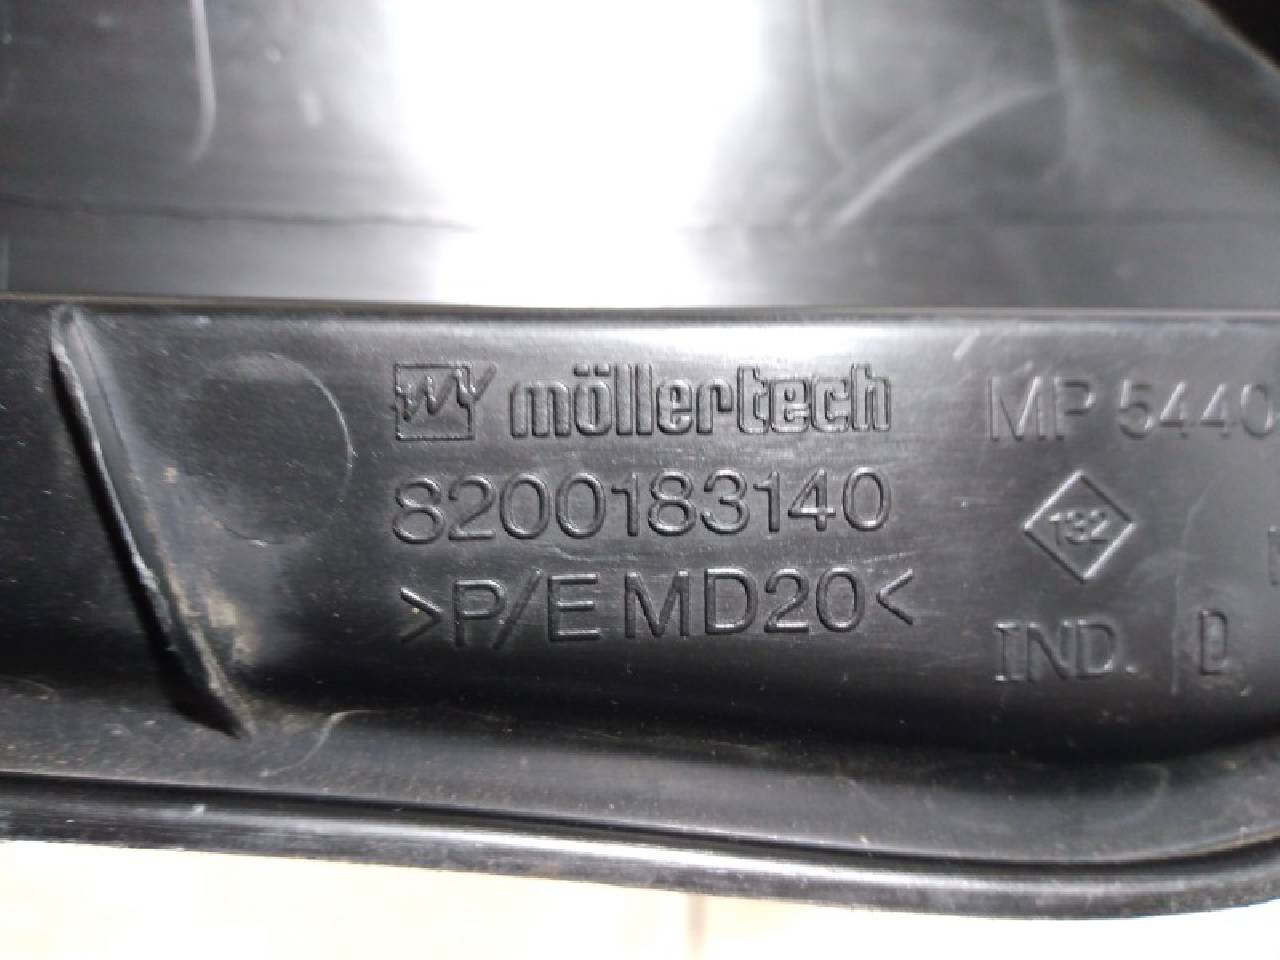 möllertech MP 5440
8200183140 132
>P/E MD20< IND. D